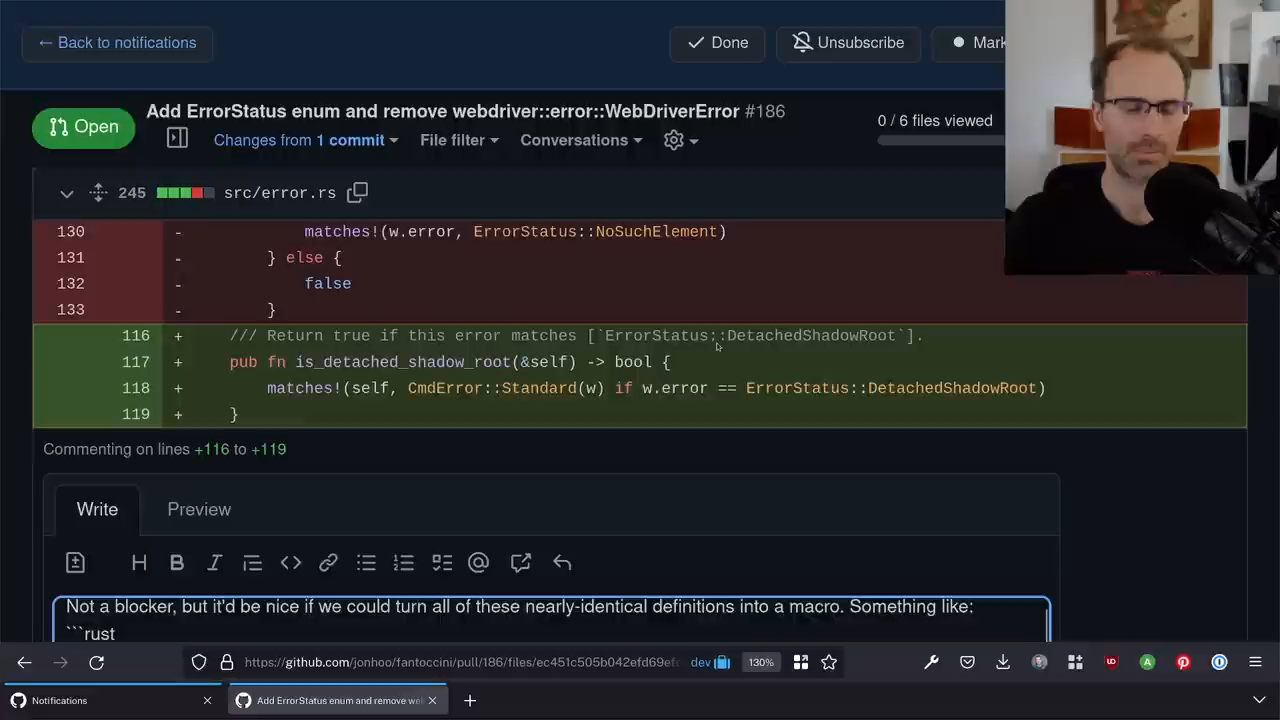 ← Back to notifications
Done
Unsubscribe
Mark
Open
Add ErrorStatus enum and remove webdriver::error::WebDriverError #186
Changes from 1 commit
File filter
Conversations
0 / 6 files viewed
245
src/error.rs
130 - matches!(w.error, ErrorStatus::NoSuchElement)
131 - } else {
132 - false
133 - }
116 + /// Return true if this error matches [`ErrorStatus::DetachedShadowRoot`].
117 + pub fn is_detached_shadow_root(&self) -> bool {
118 + matches!(self, CmdError::Standard(w) if w.error == ErrorStatus::DetachedShadowRoot)
119 + }
Commenting on lines +116 to +119
Write
Preview
Not a blocker, but it'd be nice if we could turn all of these nearly-identical definitions into a macro. Something like:
```rust
https://github.com/jonhoo/fantoccini/pull/186/files/ec451c505b042efd69ef
dev
130%
Notifications
Add ErrorStatus enum and remove we